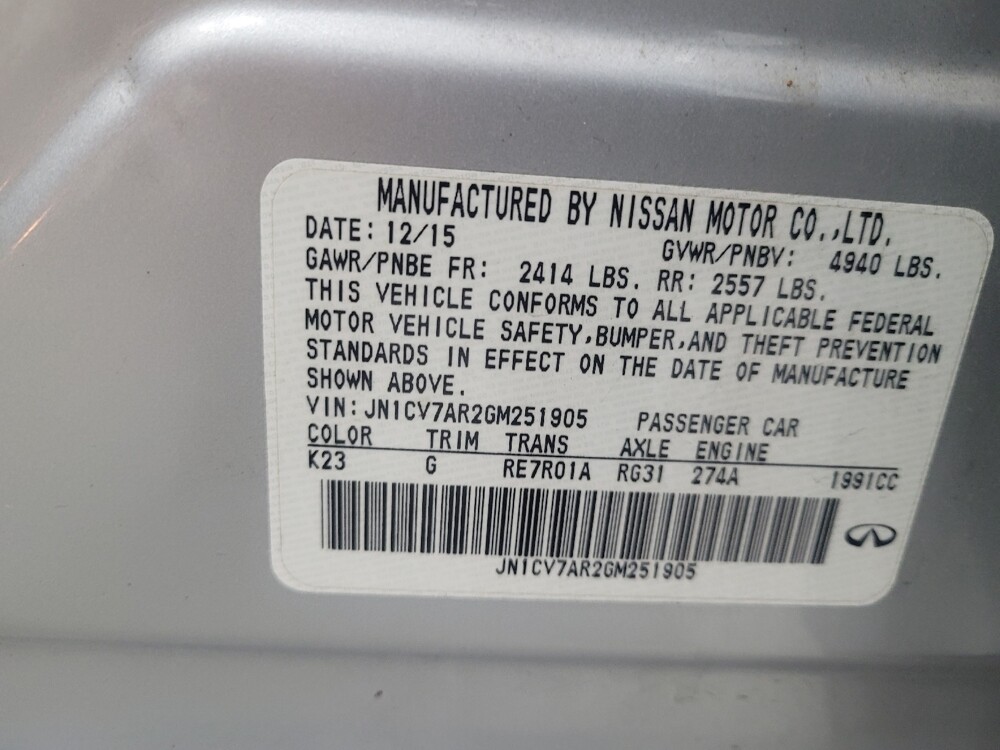 MANUFACTURED BY NISSAN MOTOR CO.,LTD.
DATE: 12/15 GVWR/PNBV: 4940 LBS.
GAWR/PNBE FR: 2414 LBS. RR: 2557 LBS.
THIS VEHICLE CONFORMS TO ALL APPLICABLE FEDERAL
MOTOR VEHICLE SAFETY,BUMPER,AND THEFT PREVENTION
STANDARDS IN EFFECT ON THE DATE OF MANUFACTURE
SHOWN ABOVE.
VIN: JN1CV7AR2GM251905 PASSENGER CAR
COLOR TRIM TRANS AXLE ENGINE
K23 G RE7R01A RG31 274A 1991CC
JN1CV7AR2GM251905